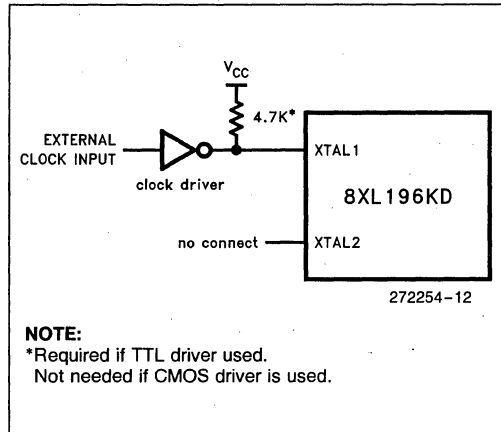 VCC
4.7K*
EXTERNAL
CLOCK INPUT
clock driver
XTAL1
8XL196KD
no connect
XTAL2
272254-12
NOTE:
*Required if TTL driver used.
Not needed if CMOS driver is used.